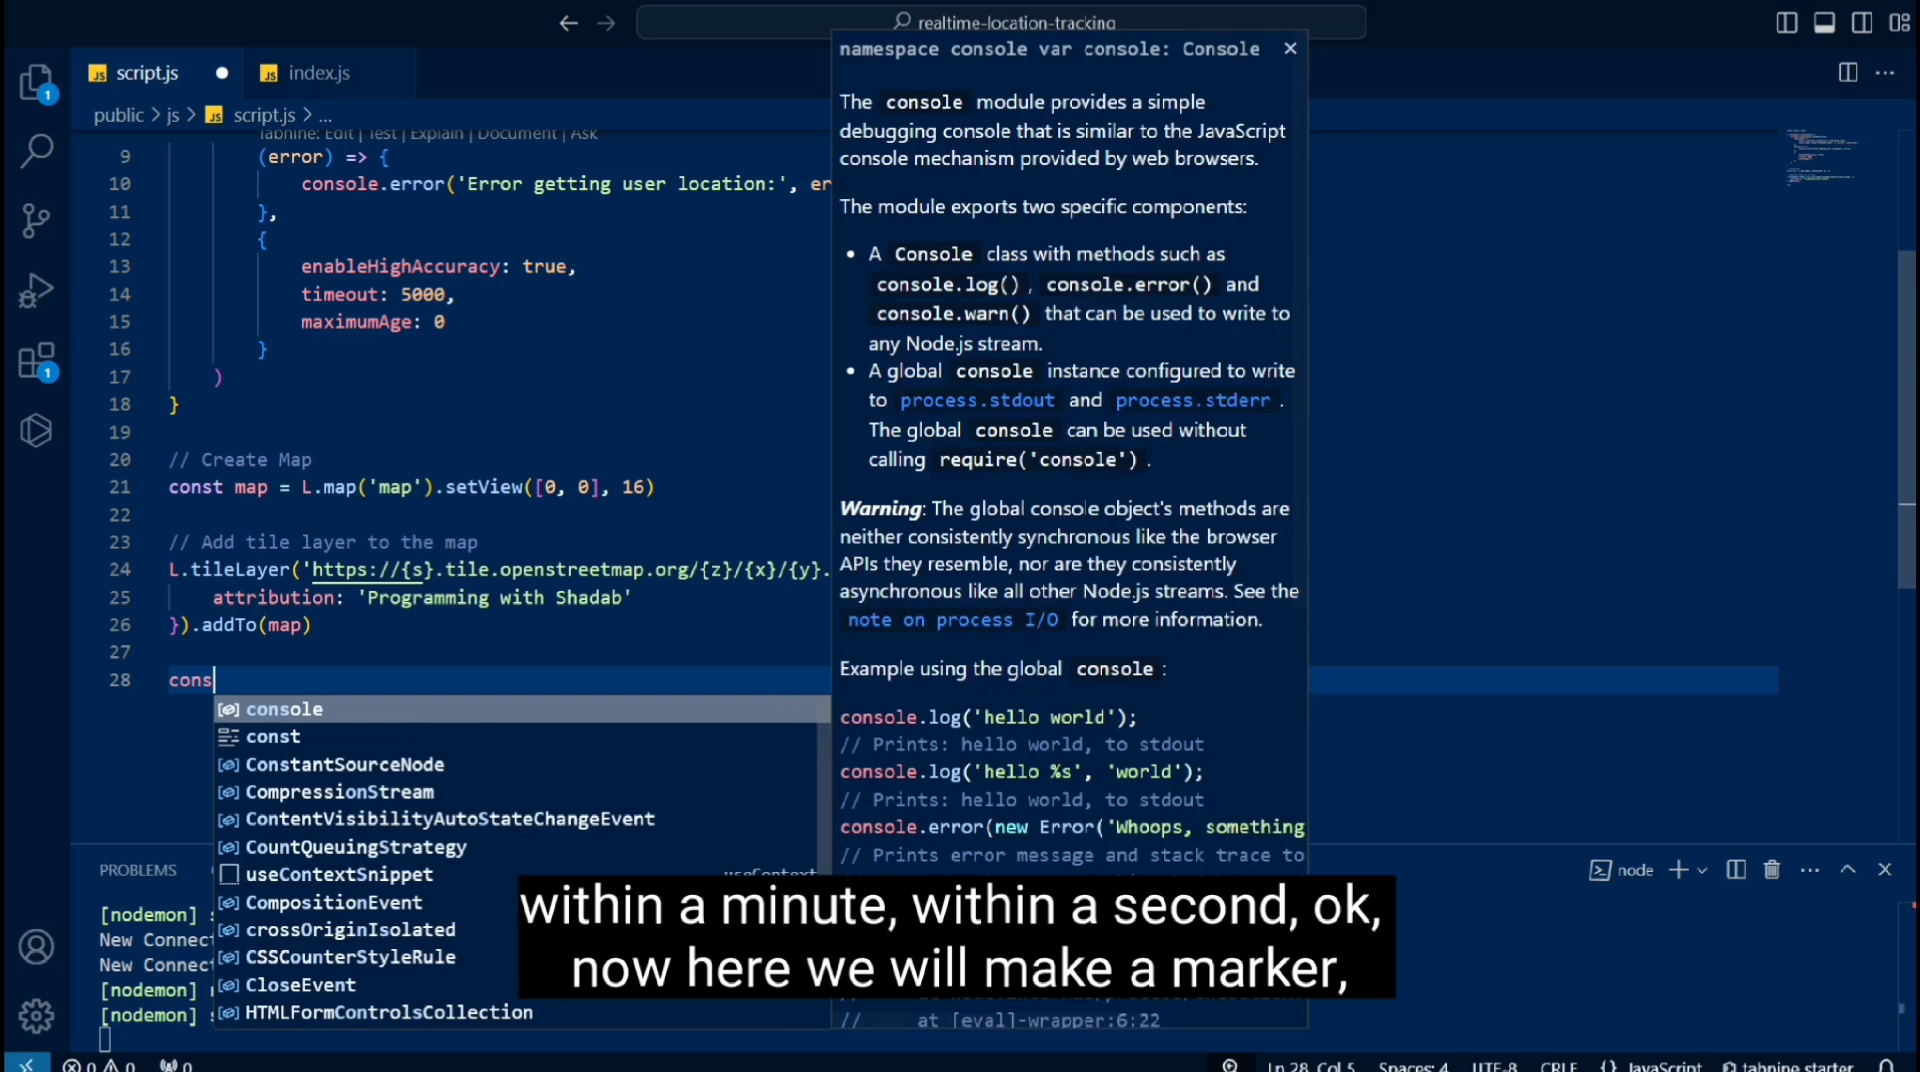 realtime-location-tracking
script.js
index.js
public > js > script.js > ...
Tabnine: Edit | Test | Explain | Document | Ask
9 (error) => {
10 console.error('Error getting user location:', er
11 },
12 {
13 enableHighAccuracy: true,
14 timeout: 5000,
15 maximumAge: 0
16 }
17 )
18 }
19
20 // Create Map
21 const map = L.map('map').setView([0, 0], 16)
22
23 // Add tile layer to the map
24 L.tileLayer('https://{s}.tile.openstreetmap.org/{z}/{x}/{y}.
25 attribution: 'Programming with Shadab'
26 }).addTo(map)
27
28 cons
console
const
ConstantSourceNode
CompressionStream
ContentVisibilityAutoStateChangeEvent
CountQueuingStrategy
useContextSnippet useContext
CompositionEvent
crossOriginIsolated
CSSCounterStyleRule
CloseEvent
HTMLFormControlsCollection
namespace console var console: Console
The console module provides a simple
debugging console that is similar to the JavaScript
console mechanism provided by web browsers.
The module exports two specific components:
• A Console class with methods such as
console.log(), console.error() and
console.warn() that can be used to write to
any Node.js stream.
• A global console instance configured to write
to process.stdout and process.stderr.
The global console can be used without
calling require('console').
Warning: The global console object's methods are
neither consistently synchronous like the browser
APIs they resemble, nor are they consistently
asynchronous like all other Node.js streams. See the
note on process I/O for more information.
Example using the global console:
console.log('hello world');
// Prints: hello world, to stdout
console.log('hello %s', 'world');
// Prints: hello world, to stdout
console.error(new Error('Whoops, something
// Prints error message and stack trace to
// at [eval]-wrapper:6:22
PROBLEMS
node
[nodemon] s
New Connect
New Connect
[nodemon]
[nodemon] s
within a minute, within a second, ok,
now here we will make a marker,
0 0 0
Ln 28, Col 5 Spaces: 4 UTF-8 CRLF {} JavaScript tabnine starter